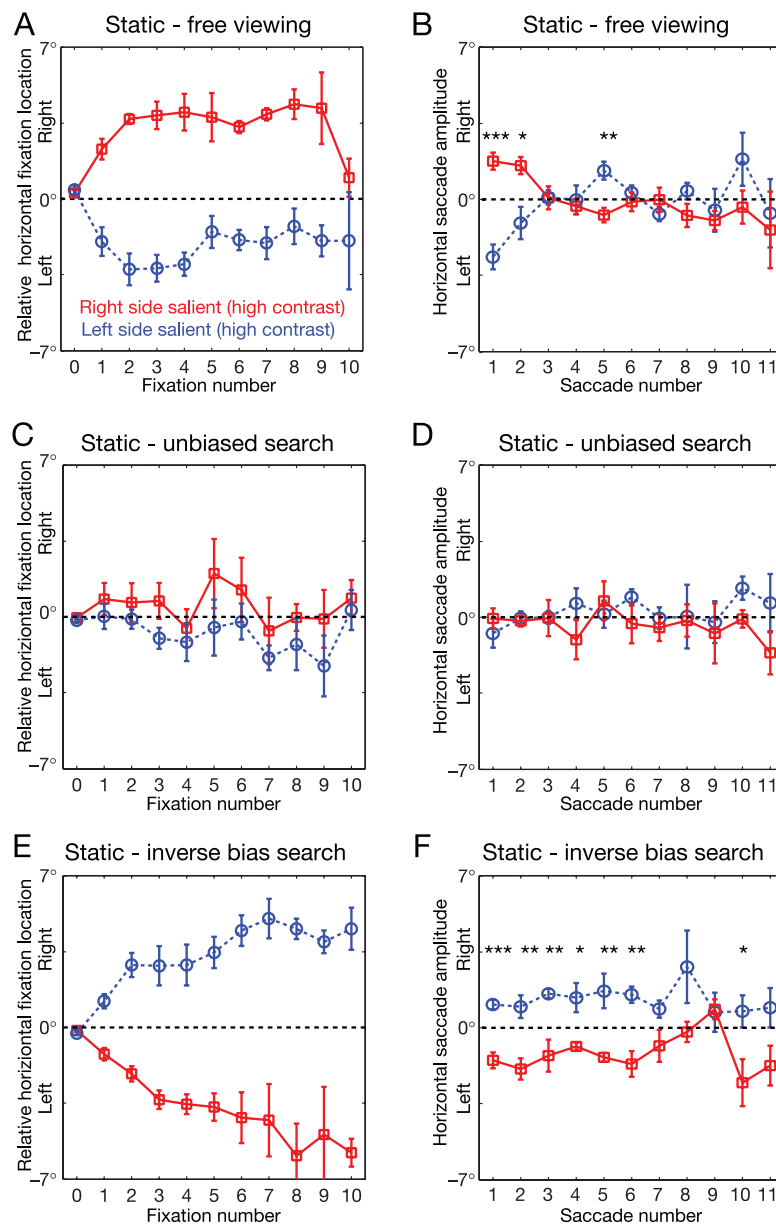 A
Static - free viewing
7°
Right
0°
Left
−7°
Relative horizontal fixation location
Right side salient (high contrast)
Left side salient (high contrast)
0 1 2 3 4 5 6 7 8 9 10
Fixation number
B
Static - free viewing
7°
Right
0°
Left
−7°
Horizontal saccade amplitude
*** * **
1 2 3 4 5 6 7 8 9 10 11
Saccade number
C
Static - unbiased search
7°
Right
0°
Left
−7°
Relative horizontal fixation location
0 1 2 3 4 5 6 7 8 9 10
Fixation number
D
Static - unbiased search
7°
Right
0°
Left
−7°
Horizontal saccade amplitude
1 2 3 4 5 6 7 8 9 10 11
Saccade number
E
Static - inverse bias search
7°
Right
0°
Left
−7°
Relative horizontal fixation location
0 1 2 3 4 5 6 7 8 9 10
Fixation number
F
Static - inverse bias search
7°
Right
0°
Left
−7°
Horizontal saccade amplitude
*** ** ** * ** ** *
1 2 3 4 5 6 7 8 9 10 11
Saccade number